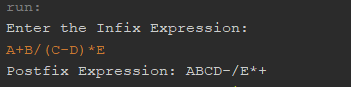 run:
Enter the Infix Expression:
A+B/(C-D)*E
Postfix Expression: ABCD-/E*+